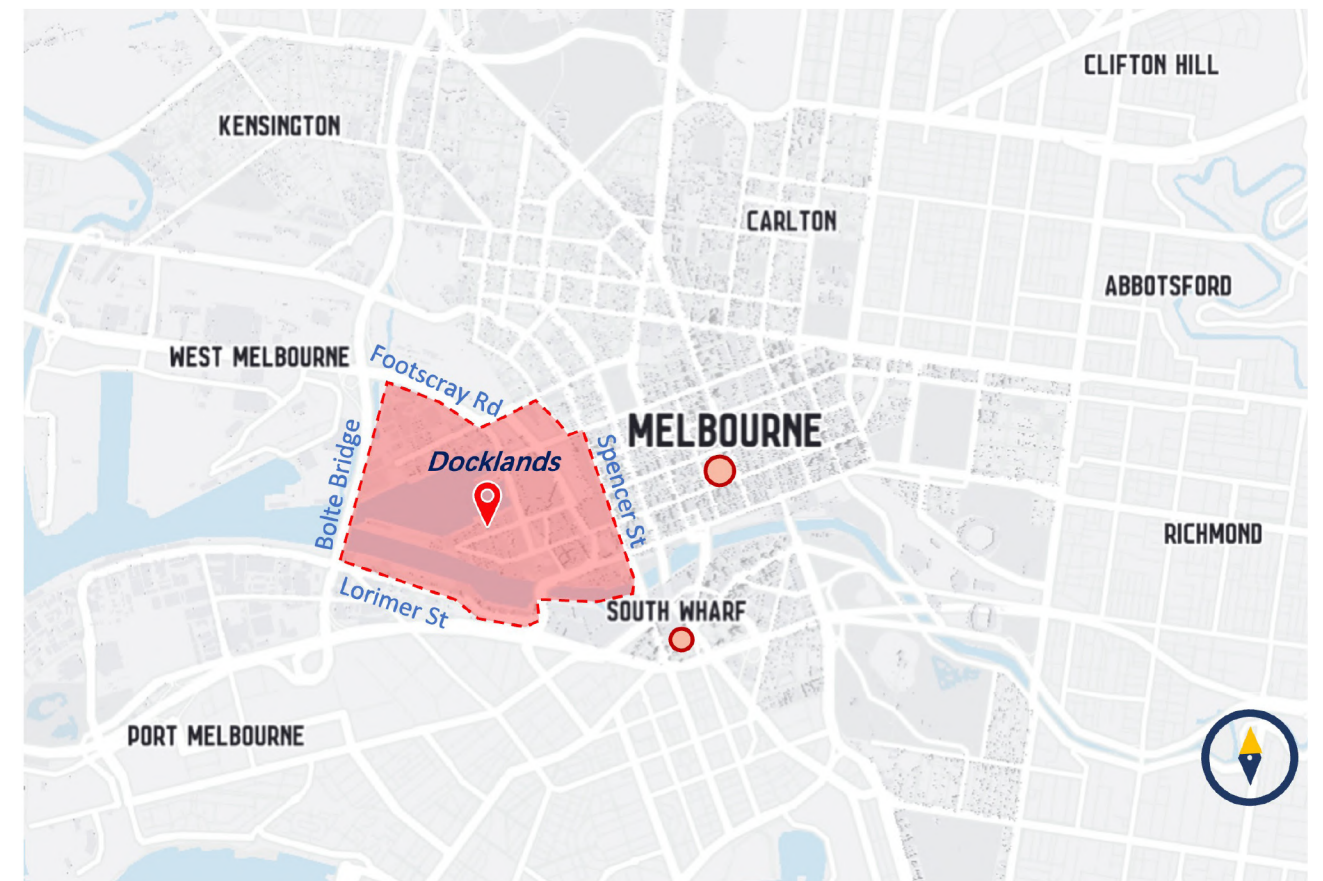 CLIFTON HILL
KENSINGTON
CARLTON
ABBOTSFORD
WEST MELBOURNE
Footscray Rd
MELBOURNE
Spencer St
Docklands
Bolte Bridge
RICHMOND
Lorimer St
SOUTH WHARF
PORT MELBOURNE